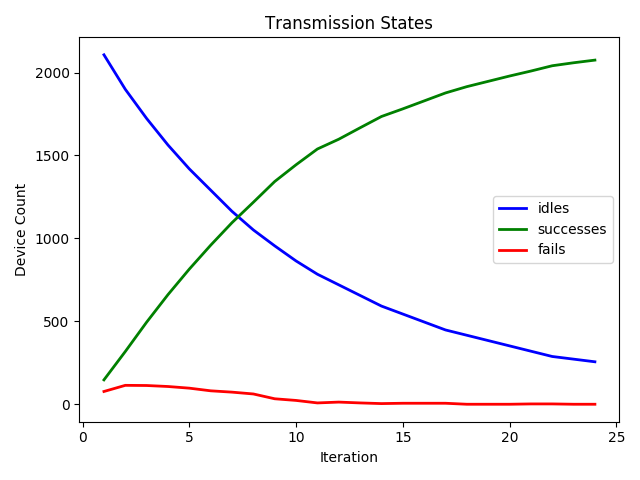 Transmission States
Device Count
2000
1500
1000
500
0
idles
successes
fails
0 5 10 15 20 25
Iteration